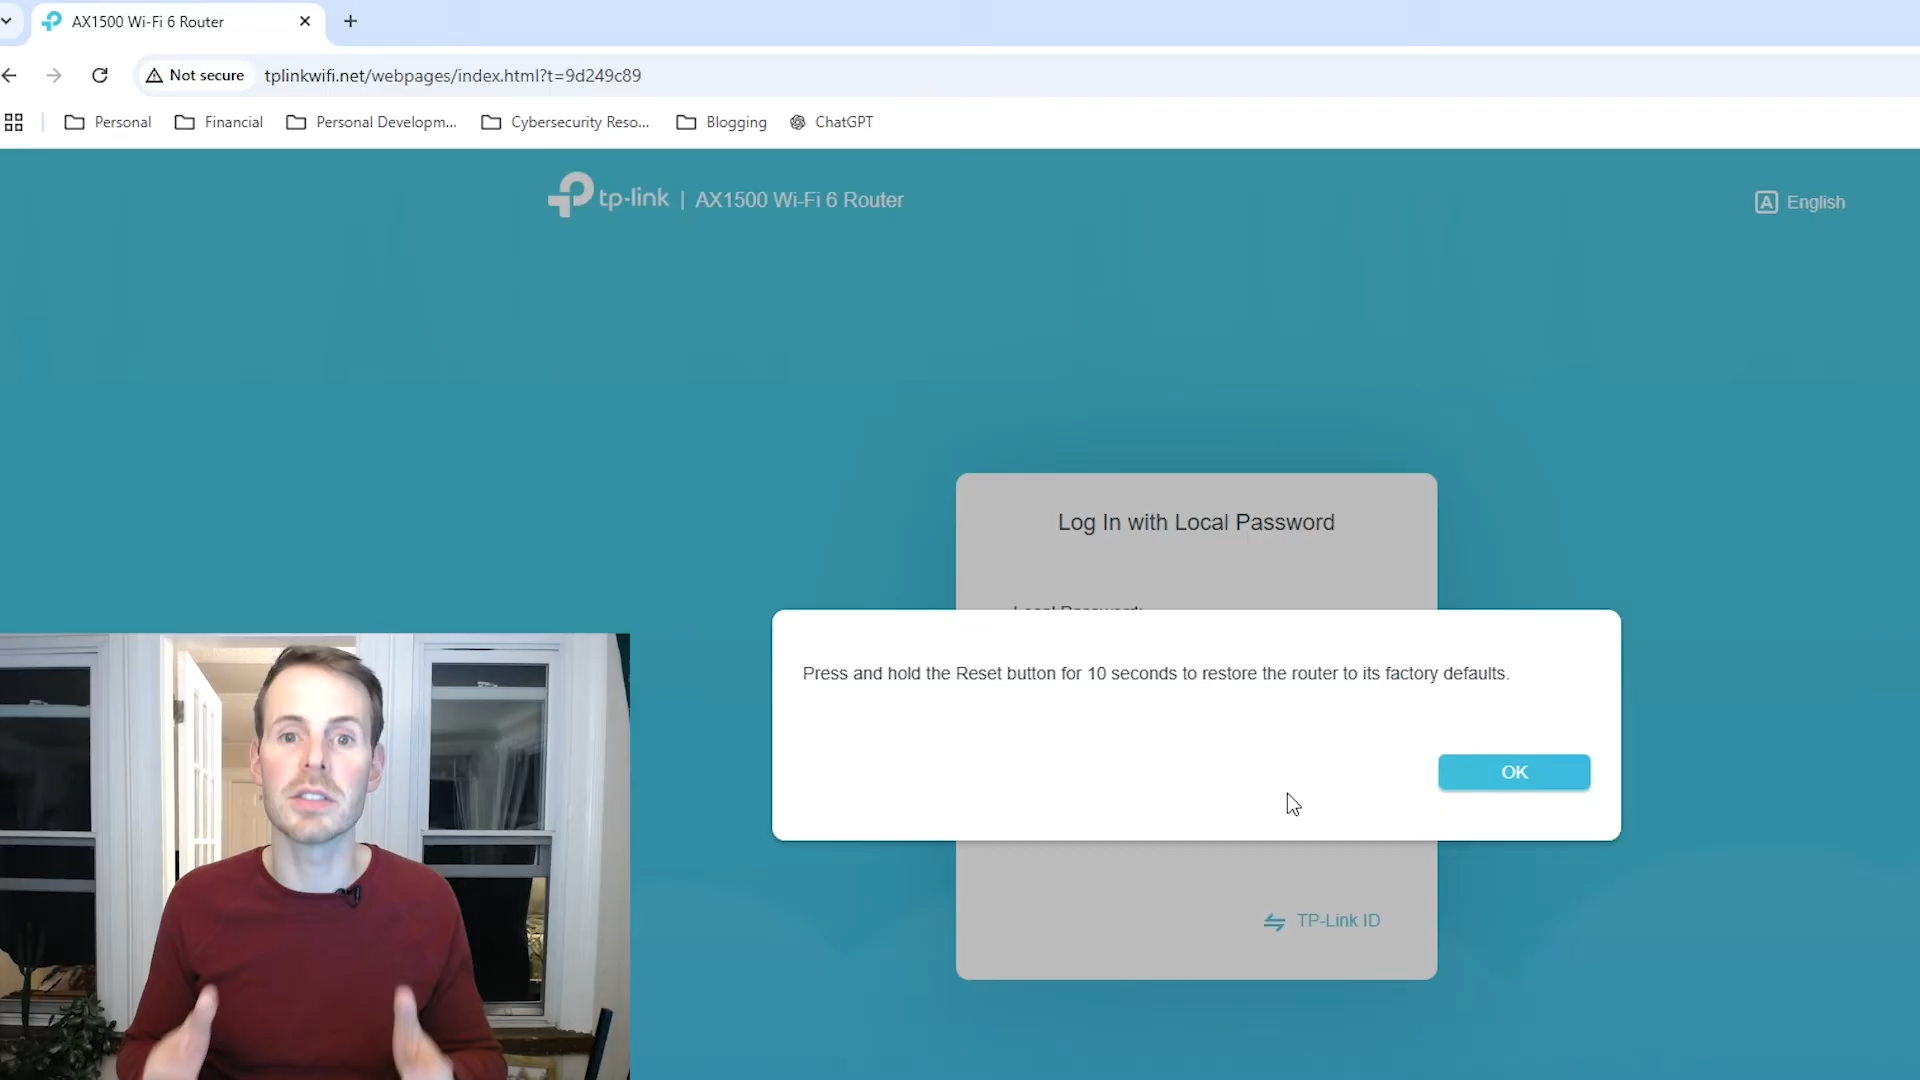 AX1500 Wi-Fi 6 Router
Not secure
tplinkwifi.net/webpages/index.html?t=9d249c89
Personal
Financial
Personal Developm...
Cybersecurity Reso...
Blogging
ChatGPT
tp-link | AX1500 Wi-Fi 6 Router
A English
Log In with Local Password
Local Password:
Press and hold the Reset button for 10 seconds to restore the router to its factory defaults.
OK
TP-Link ID